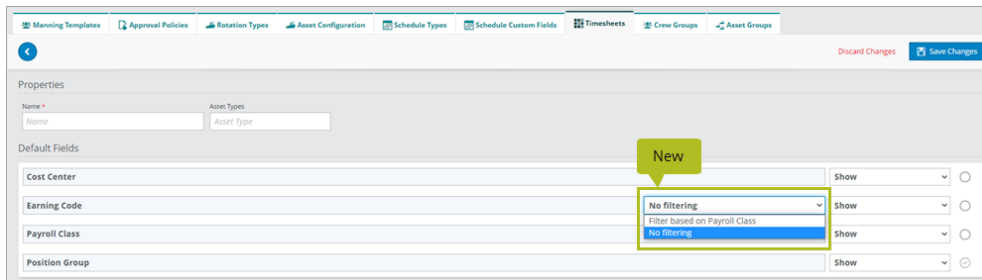 Manning Templates Approval Policies Rotation Types Asset Configuration Schedule Types Schedule Custom Fields Timesheets Crew Groups Asset Groups
Discard Changes Save Changes
Properties
Name * Asset Types
Name Asset Type
Default Fields
New
Cost Center Show
Earning Code No filtering Show
Filter based on Payroll Class
No filtering
Payroll Class Show
Position Group Show